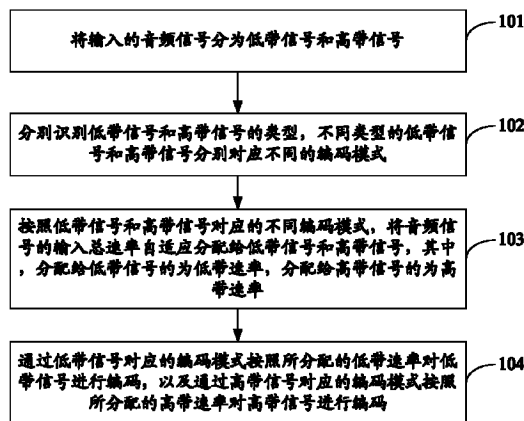 将输入的音频信号分为低带信号和高带信号
101
分别识别低带信号和高带信号的类型，不同类型的低带信
号和高带信号分别对应不同的编码模式
102
按照低带信号和高带信号对应的不同编码模式，将音频信
号的输入总速率自适应分配给低带信号和高带信号，其中
，分配给低带信号的为低带速率，分配给高带信号的为高
带速率
103
通过低带信号对应的编码模式按照所分配的低带速率对低
带信号进行编码，以及通过高带信号对应的编码模式按照
所分配的高带速率对高带信号进行编码
104